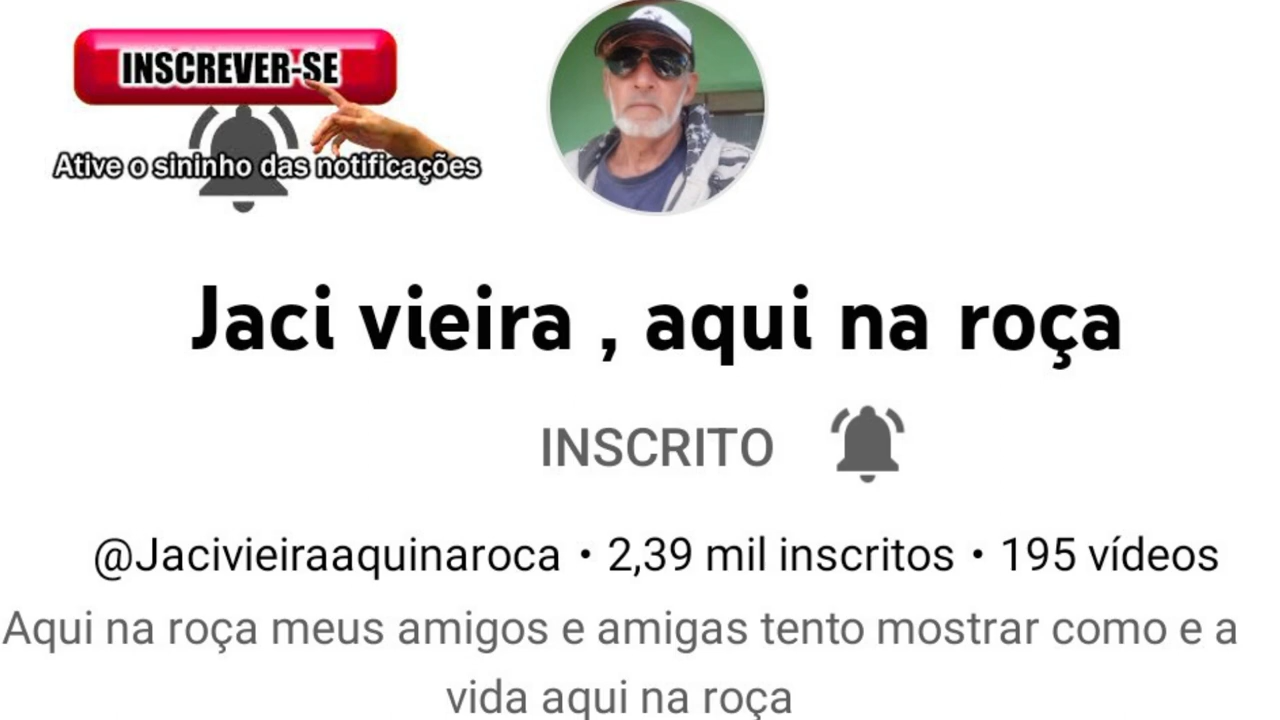 INSCREVER-SE
Ative o sininho das notificações
Jaci vieira , aqui na roça
INSCRITO
@Jacivieiraaquinaroca • 2,39 mil inscritos • 195 vídeos
Aqui na roça meus amigos e amigas tento mostrar como e a
vida aqui na roça